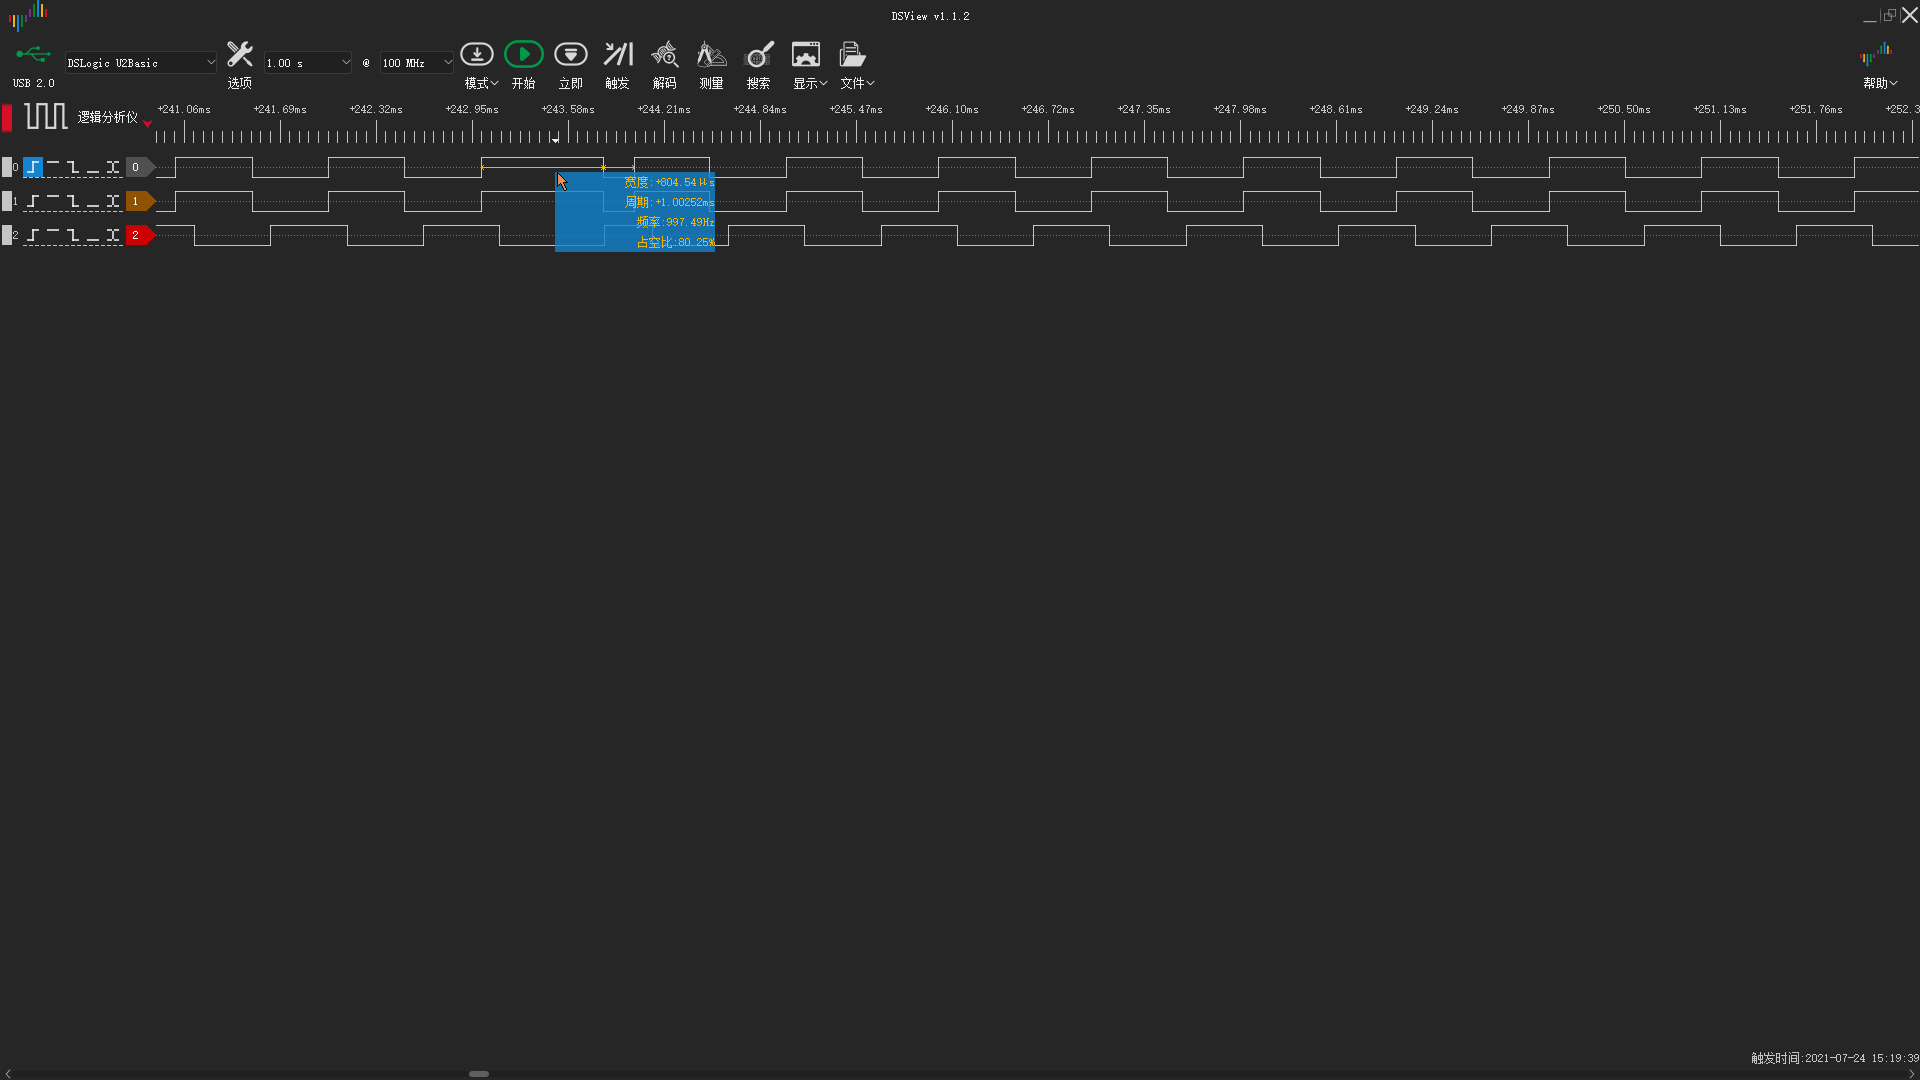 DSView v1.1.2
USB 2.0
DSLogic U2Basic
选项
1.00 s
@
100 MHz
模式
开始
立即
触发
解码
测量
搜索
显示
文件
帮助
逻辑分析仪
+241.06ms +241.69ms +242.32ms +242.95ms +243.58ms +244.21ms +244.84ms +245.47ms +246.10ms +246.72ms +247.35ms +247.98ms +248.61ms +249.24ms +249.87ms +250.50ms +251.13ms +251.76ms +252.3
0 0
1 1
2 2
宽度:+804.54μs
周期:+1.00252ms
频率:997.49Hz
占空比:80.25%
触发时间:2021-07-24 15:19:39